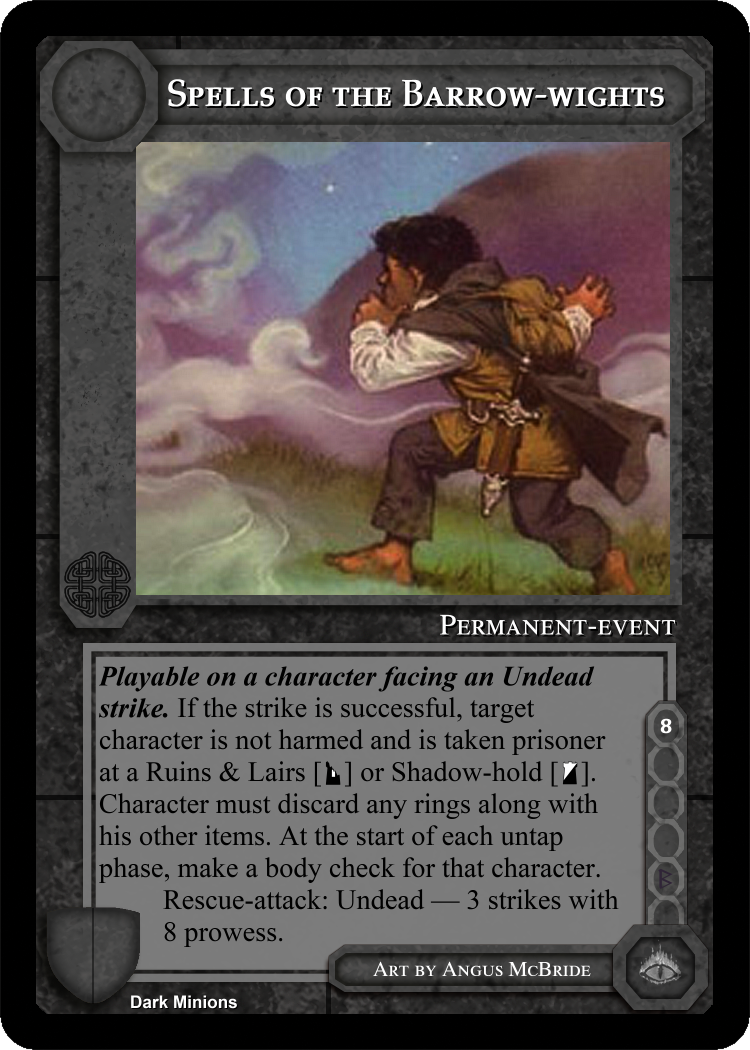 Spells of the Barrow-wights
Permanent-event
Playable on a character facing an Undead
strike. If the strike is successful, target
character is not harmed and is taken prisoner
at a Ruins & Lairs [ ] or Shadow-hold [ ].
Character must discard any rings along with
his other items. At the start of each untap
phase, make a body check for that character.
Rescue-attack: Undead — 3 strikes with
8 prowess.
8
B
Art by Angus McBride
Dark Minions